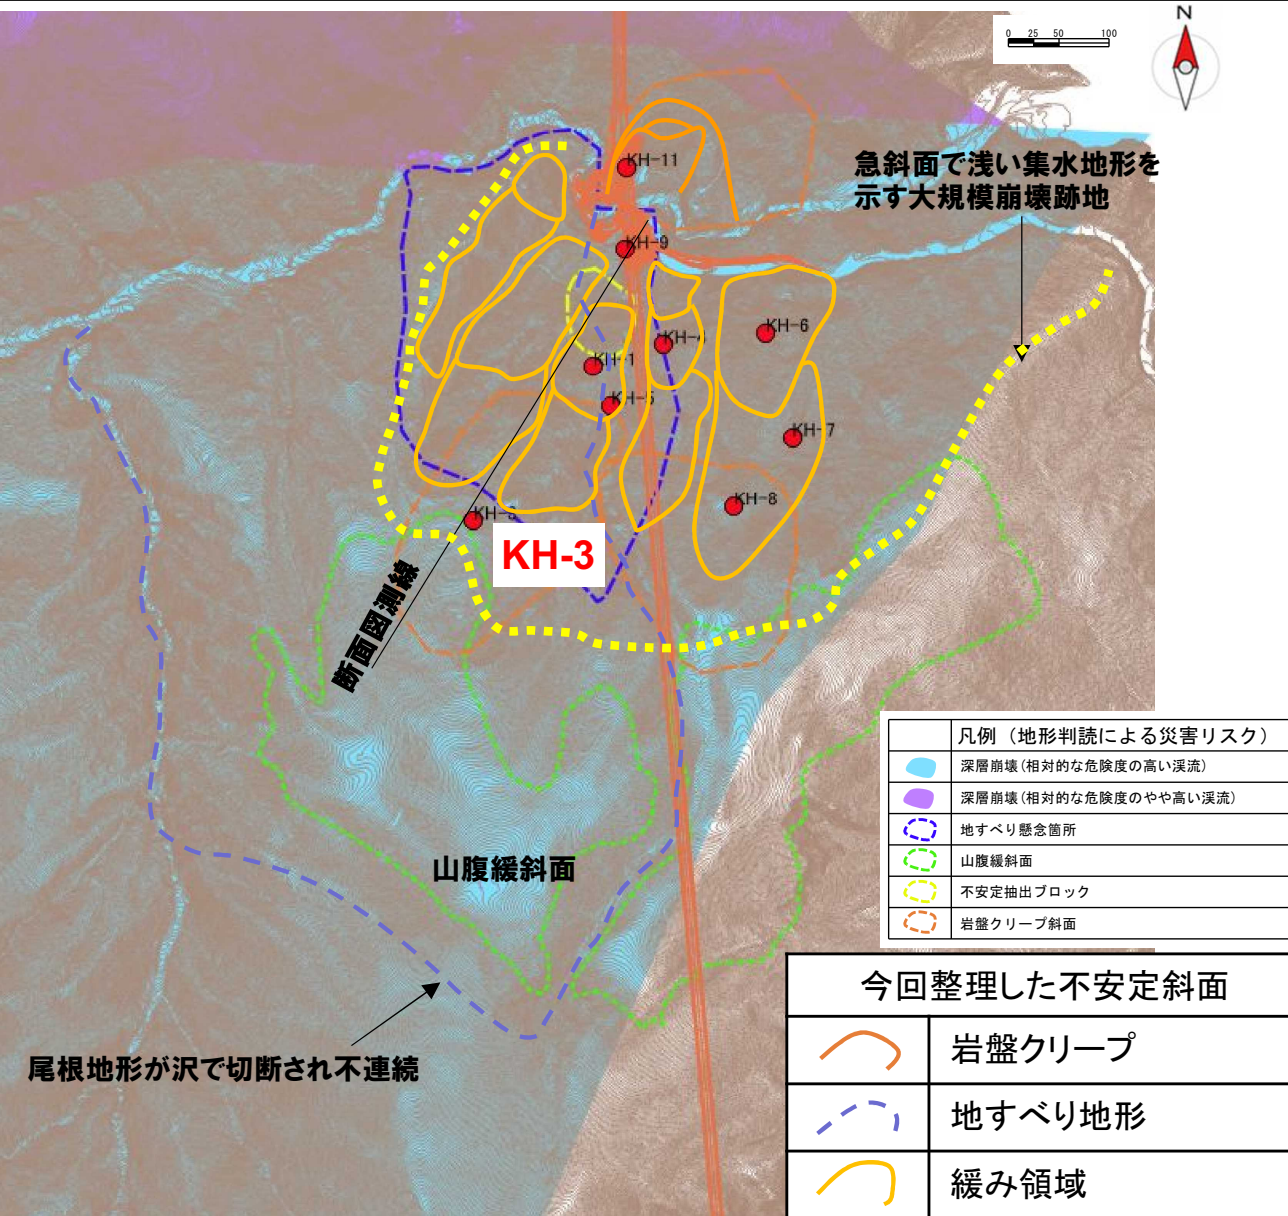 N
0 25 50 100
KH-11
急斜面で浅い集水地形を
示す大規模崩壊跡地
KH-9
KH-6
KH-4
KH-1
KH-5
KH-7
KH-8
KH-3
KH-3
断面図測線
山腹緩斜面
尾根地形が沢で切断され不連続
凡例（地形判読による災害リスク）
深層崩壊(相対的な危険度の高い渓流)
深層崩壊(相対的な危険度のやや高い渓流)
地すべり懸念箇所
山腹緩斜面
不安定抽出ブロック
岩盤クリープ斜面
今回整理した不安定斜面
岩盤クリープ
地すべり地形
緩み領域